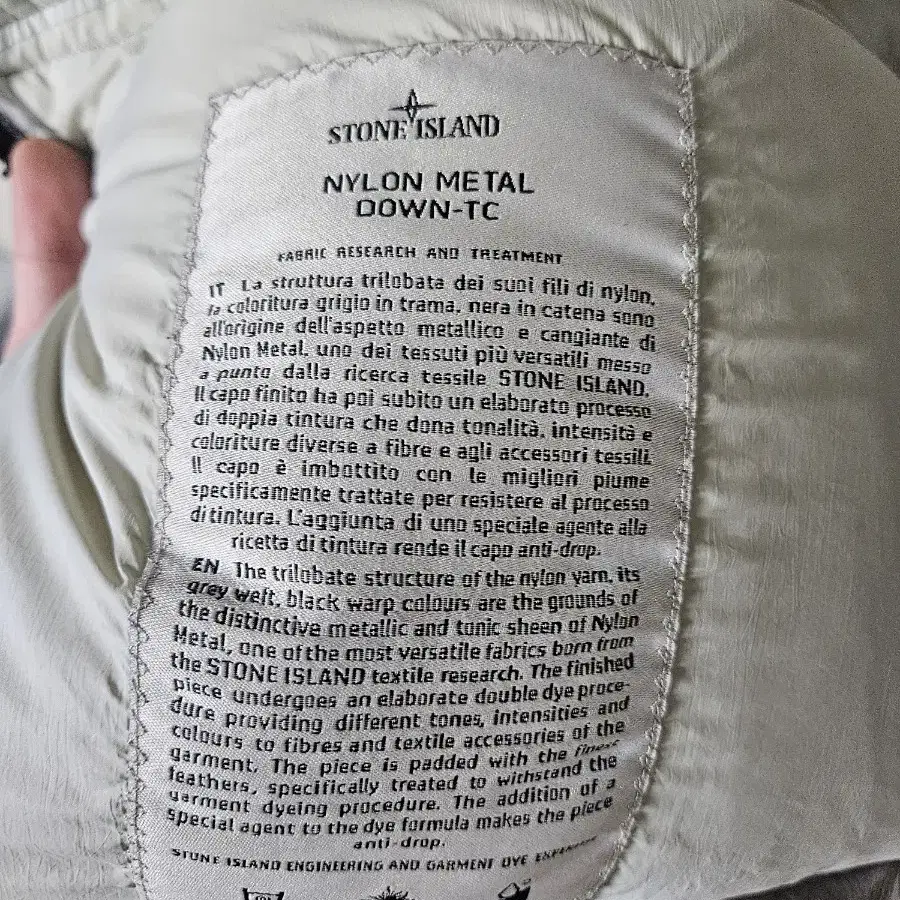 STONE ISLAND
NYLON METAL
DOWN-TC
FABRIC RESEARCH AND TREATMENT
IT La struttura trilobata dei suoi fili di nylon,
la coloritura grigio in trama, nera in catena sono
all'origine dell'aspetto metallico e cangiante di
Nylon Metal, uno dei tessuti più versatili messo
a punto dalla ricerca tessile STONE ISLAND.
Il capo finito ha poi subito un elaborato processo
di doppia tintura che dona tonalità, intensità e
coloriture diverse a fibre e agli accessori tessili.
Il capo è imbottito con le migliori piume
specificamente trattate per resistere al processo
di tintura. L'aggiunta di uno speciale agente alla
ricetta di tintura rende il capo anti-drop.
EN The trilobate structure of the nylon yarn, its
grey weft, black warp colours are the grounds of
the distinctive metallic and tonic sheen of Nylon
Metal, one of the most versatile fabrics born from
the STONE ISLAND textile research. The finished
piece undergoes an elaborate double dye proce-
dure providing different tones, intensities and
colours to fibres and textile accessories of the
garment. The piece is padded with the finest
feathers, specifically treated to withstand the
garment dyeing procedure. The addition of a
special agent to the dye formula makes the piece
anti-drop.
STONE ISLAND ENGINEERING AND GARMENT DYE